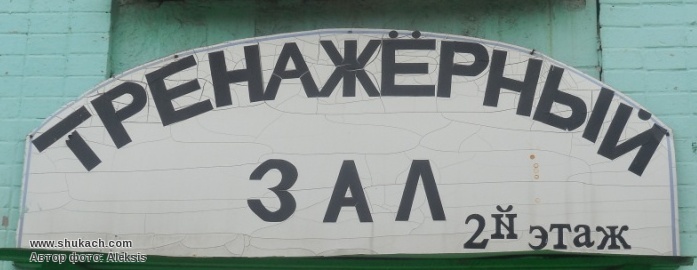 ТРЕНАЖЁРНЫЙ
ЗАЛ
2й этаж
www.shukach.com
Автор фото: Aleksis